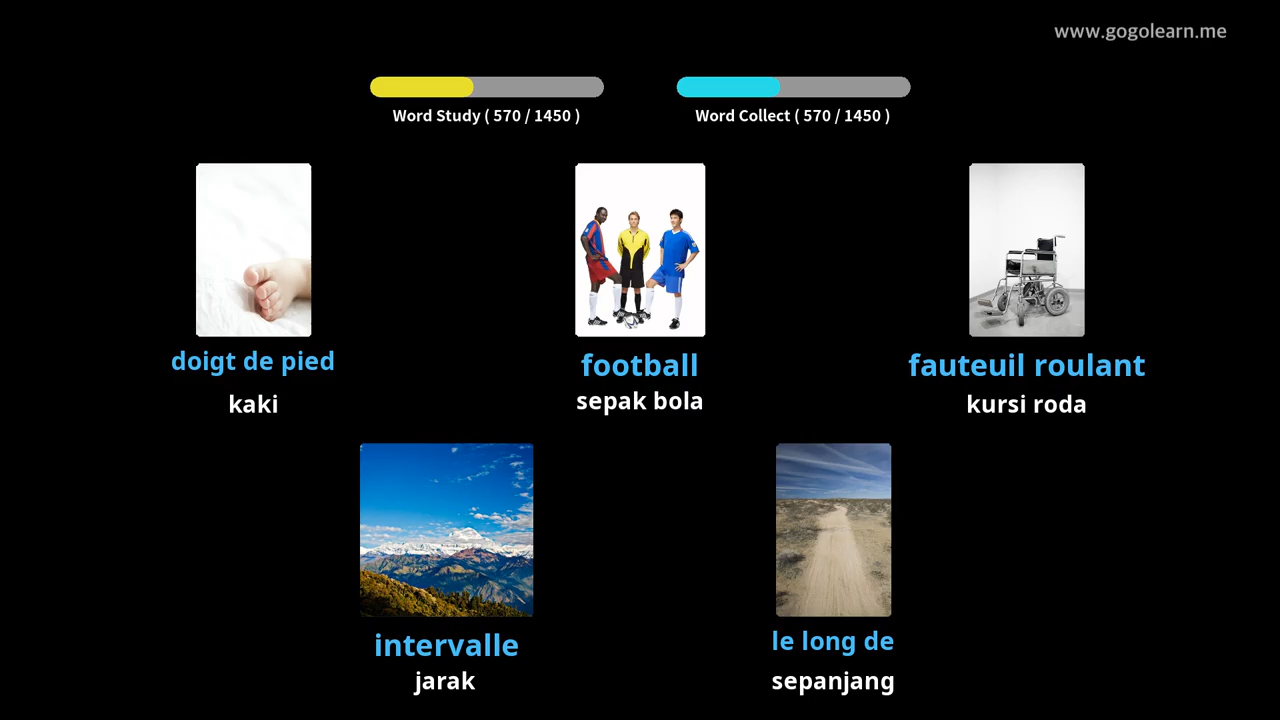 www.gogolearn.me
Word Study ( 570 / 1450 )
Word Collect ( 570 / 1450 )
doigt de pied
kaki
football
sepak bola
fauteuil roulant
kursi roda
intervalle
jarak
le long de
sepanjang